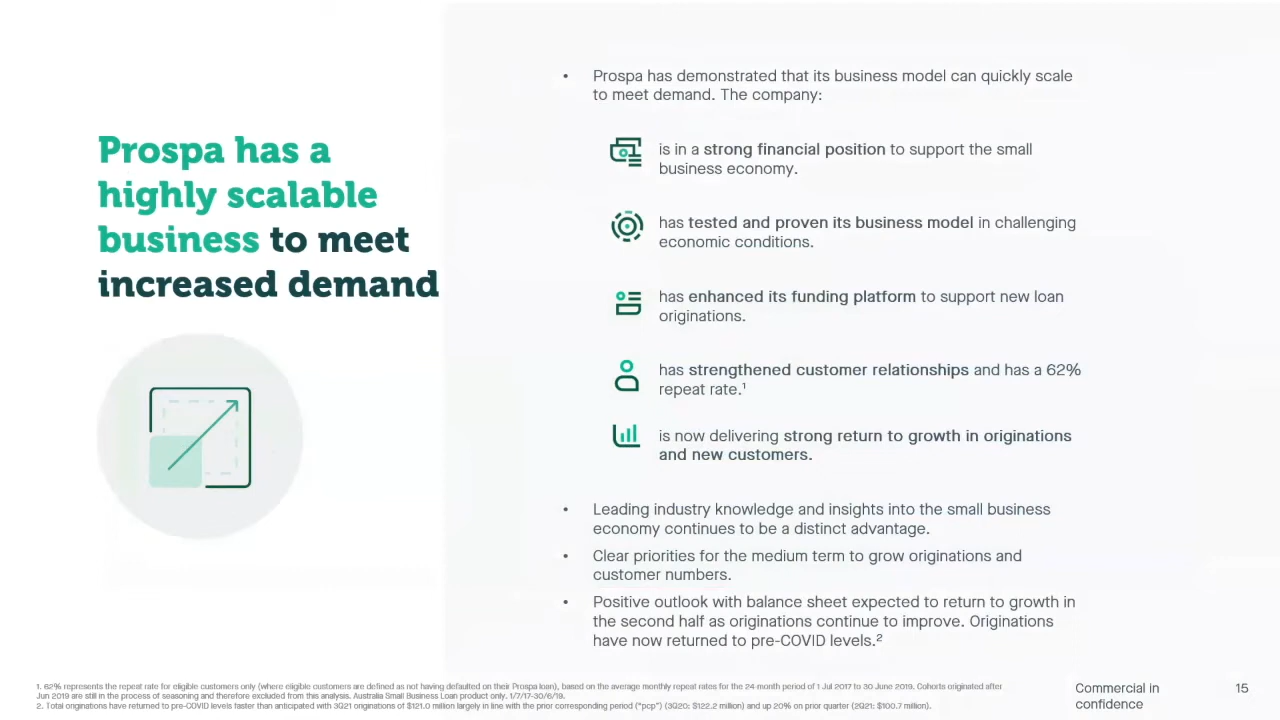 Prospa has a
highly scalable
business to meet
increased demand
• Prospa has demonstrated that its business model can quickly scale
to meet demand. The company:
is in a strong financial position to support the small
business economy.
has tested and proven its business model in challenging
economic conditions.
has enhanced its funding platform to support new loan
originations.
has strengthened customer relationships and has a 62%
repeat rate.¹
is now delivering strong return to growth in originations
and new customers.
• Leading industry knowledge and insights into the small business
economy continues to be a distinct advantage.
• Clear priorities for the medium term to grow originations and
customer numbers.
• Positive outlook with balance sheet expected to return to growth in
the second half as originations continue to improve. Originations
have now returned to pre-COVID levels.²
1. 62% represents the repeat rate for eligible customers only (where eligible customers are defined as not having defaulted on their Prospa loan), based on the average monthly repeat rates for the 24 month period of 1 Jul 2017 to 30 June 2019. Cohorts originated after
Jun 2019 are still in the process of seasoning and therefore excluded from this analysis. Australia Small Business Loan product only. 1/7/17-30/6/19.
2. Total originations have returned to pre-COVID levels faster than anticipated with 3Q21 originations of $121.0 million largely in line with the prior corresponding period ("pcp") (3Q20: $122.2 million) and up 20% on prior quarter (2Q21: $100.7 million).
Commercial in
confidence
15